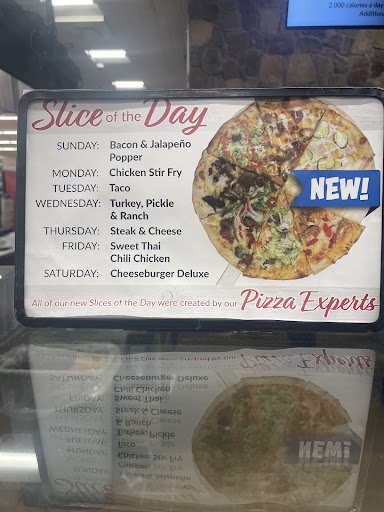 2,000 calories a day
Additiona
Slice of the Day
SUNDAY: Bacon & Jalapeño
Popper
MONDAY: Chicken Stir Fry
TUESDAY: Taco
WEDNESDAY: Turkey, Pickle
& Ranch
THURSDAY: Steak & Cheese
FRIDAY: Sweet Thai
Chili Chicken
SATURDAY: Cheeseburger Deluxe
NEW!
All of our new Slices of the Day were created by our Pizza Experts